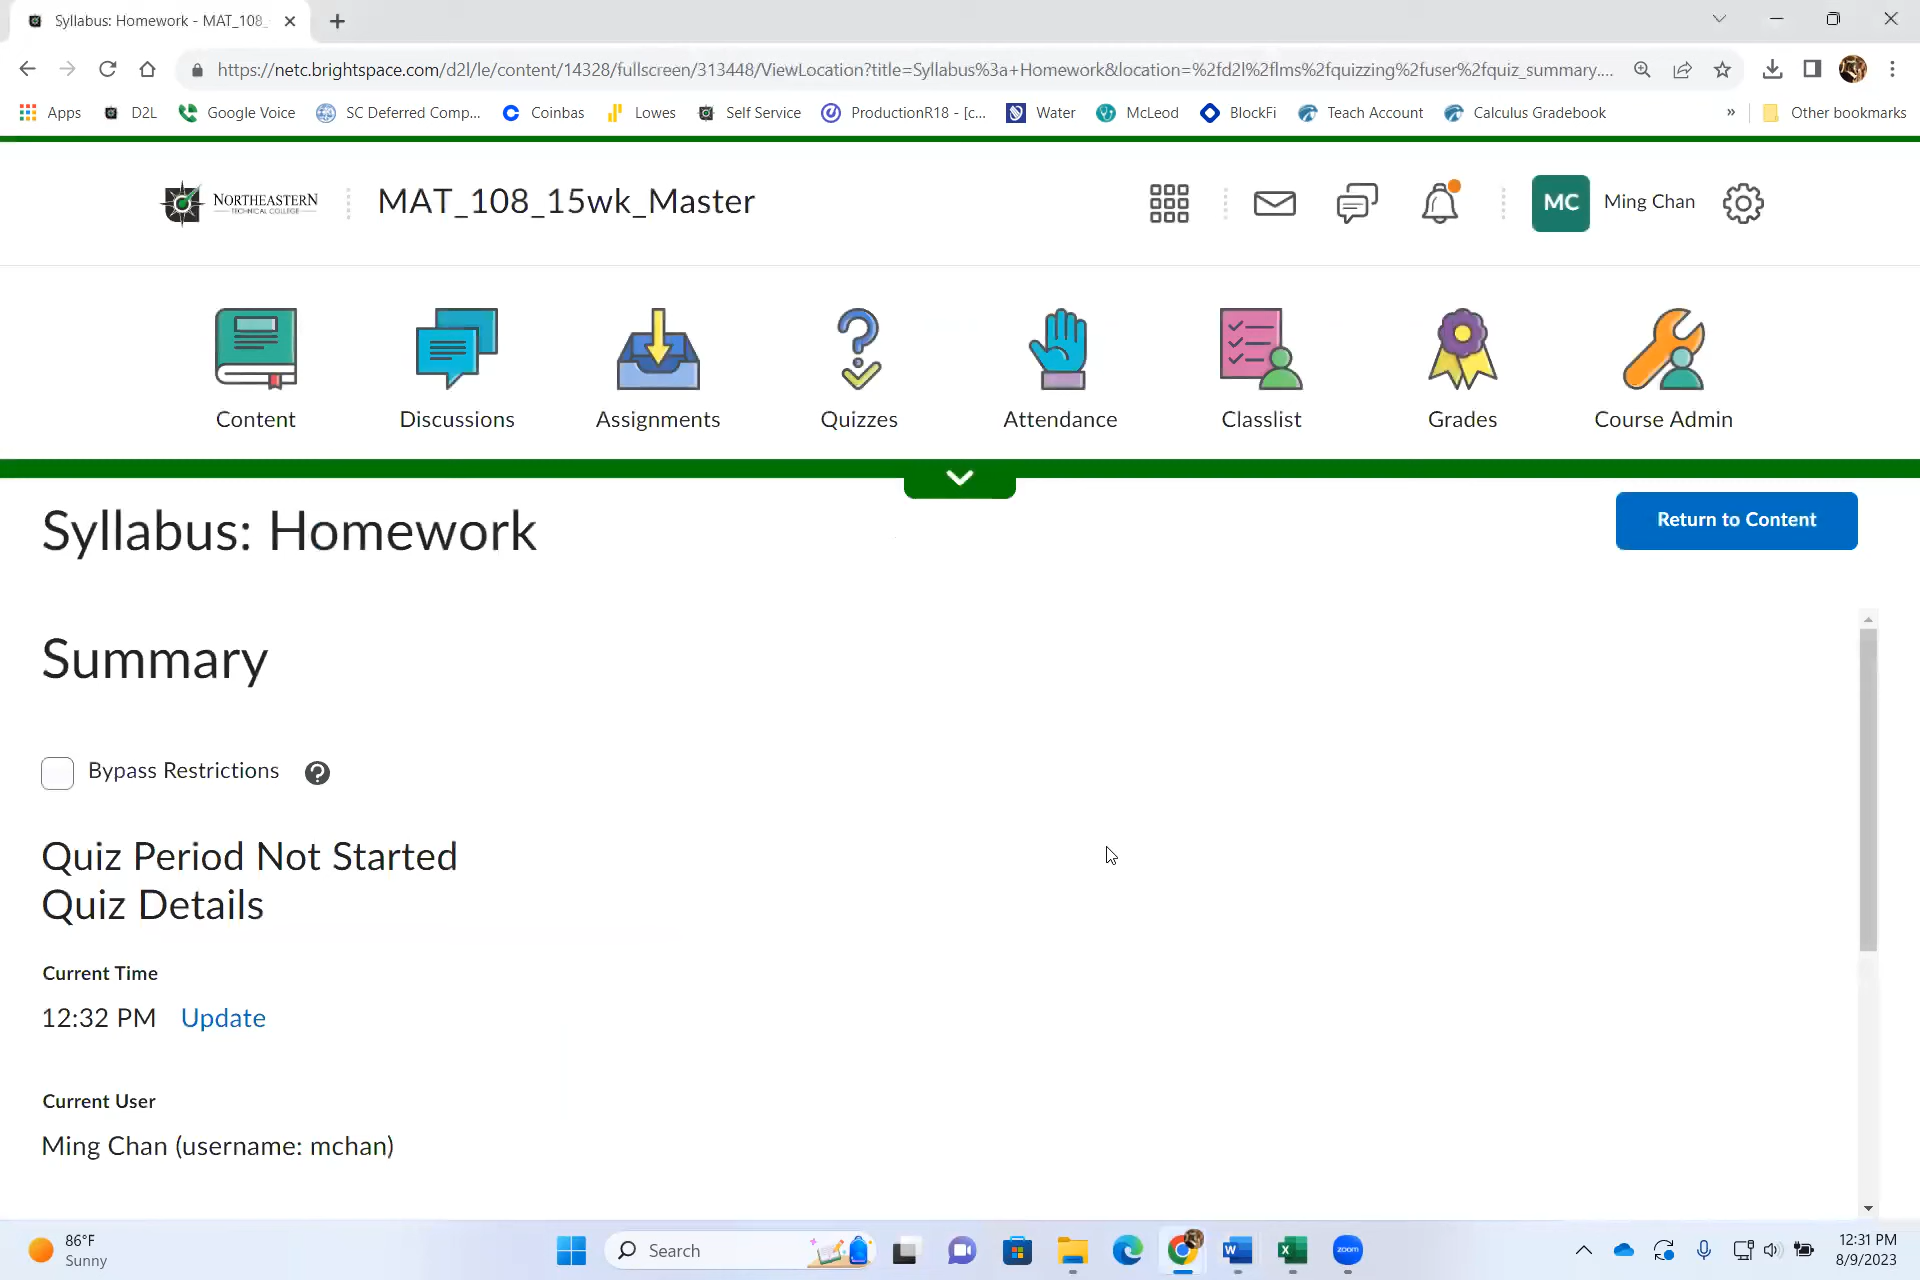 Syllabus: Homework - MAT_108_
https://netc.brightspace.com/d2l/le/content/14328/fullscreen/313448/ViewLocation?title=Syllabus%3a+Homework&location=%2fd2l%2flms%2fquizzing%2fuser%2fquiz_summary....
Apps D2L Google Voice SC Deferred Comp... Coinbas Lowes Self Service ProductionR18 - [c... Water McLeod BlockFi Teach Account Calculus Gradebook » Other bookmarks
NORTHEASTERN
TECHNICAL COLLEGE
MAT_108_15wk_Master
MC Ming Chan
Content Discussions Assignments Quizzes Attendance Classlist Grades Course Admin
Syllabus: Homework
Return to Content
Summary
Bypass Restrictions ?
Quiz Period Not Started
Quiz Details
Current Time
12:32 PM Update
Current User
Ming Chan (username: mchan)
86°F
Sunny
Search
zoom
12:31 PM
8/9/2023